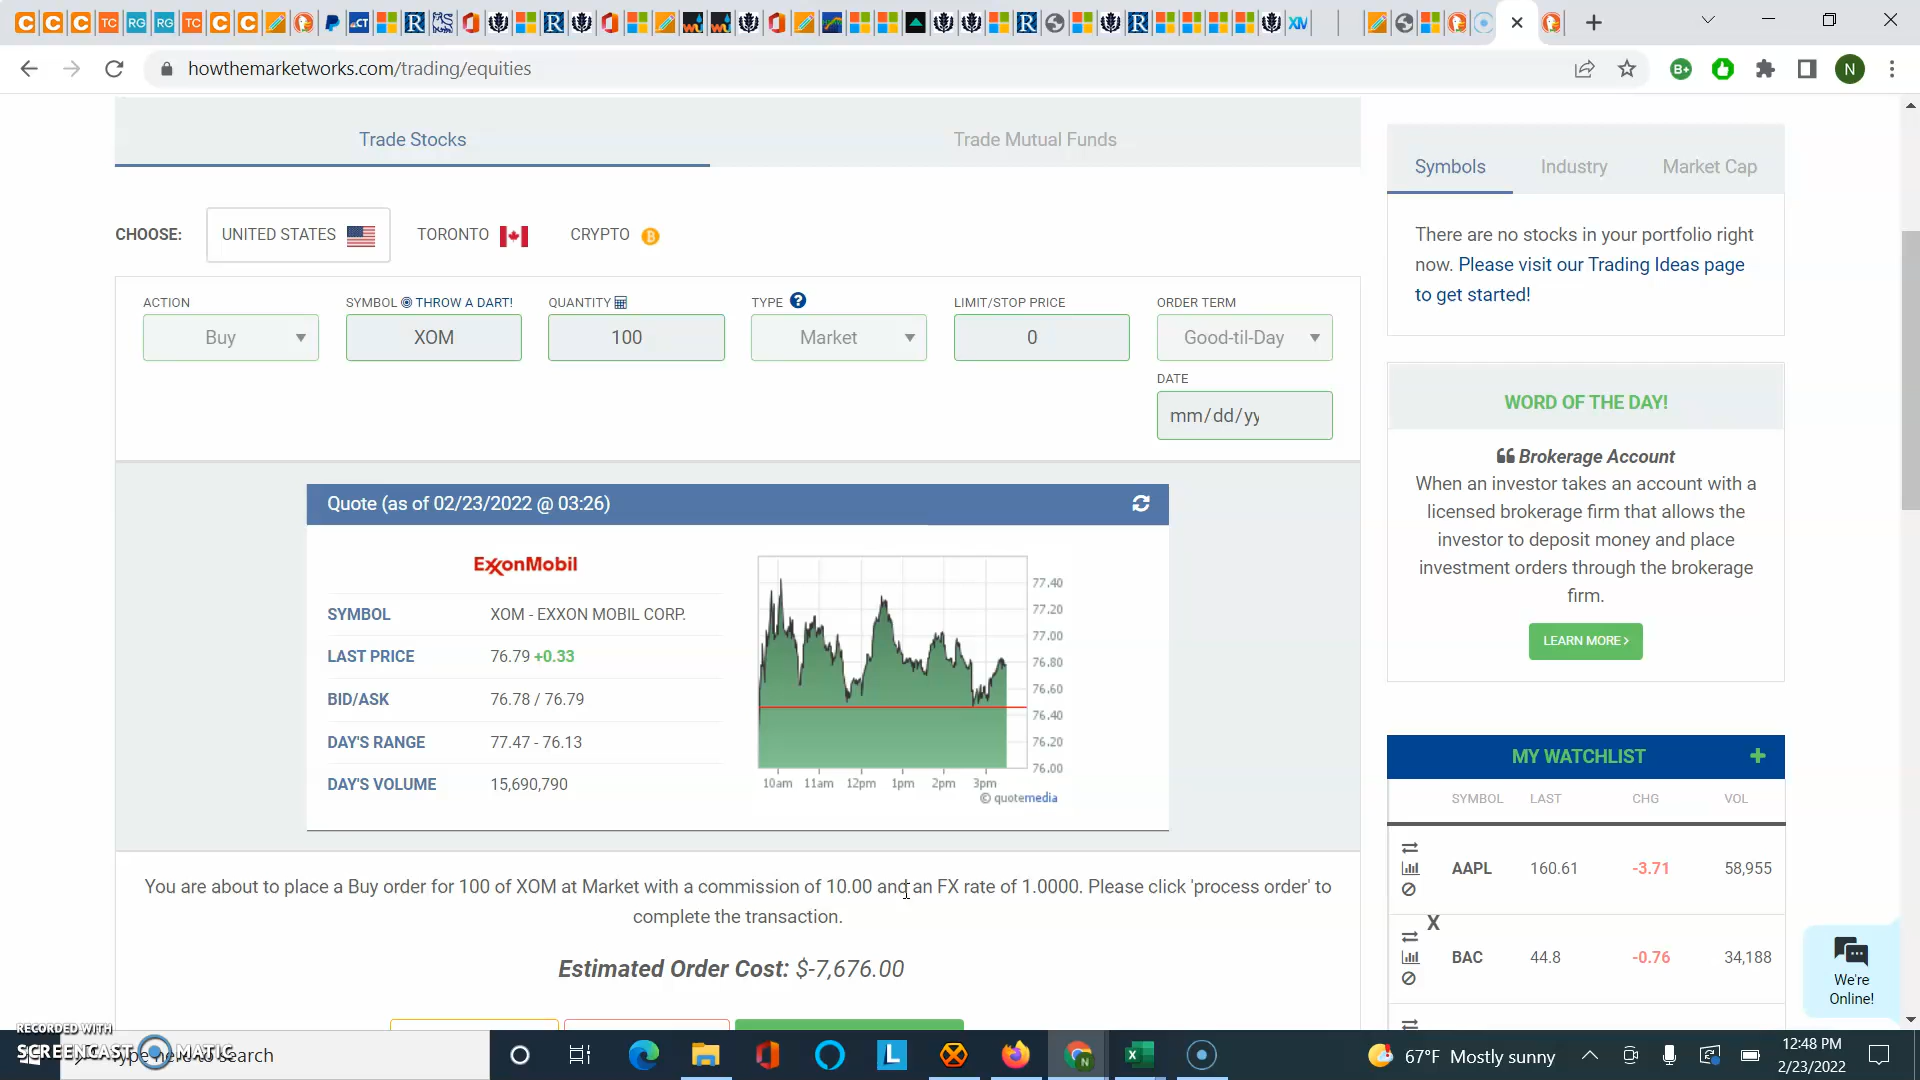 howthemarketworks.com/trading/equities
N
Trade Stocks
Trade Mutual Funds
CHOOSE:
UNITED STATES
TORONTO
CRYPTO
ACTION
SYMBOL THROW A DART!
QUANTITY
TYPE
LIMIT/STOP PRICE
ORDER TERM
Buy
XOM
100
Market
0
Good-til-Day
DATE
mm/dd/yy
Quote (as of 02/23/2022 @ 03:26)
ExxonMobil
SYMBOL XOM - EXXON MOBIL CORP.
LAST PRICE 76.79 +0.33
BID/ASK 76.78 / 76.79
DAY'S RANGE 77.47 - 76.13
DAY'S VOLUME 15,690,790
77.40
77.20
77.00
76.80
76.60
76.40
76.20
76.00
10am 11am 12pm 1pm 2pm 3pm
© quotemedia
You are about to place a Buy order for 100 of XOM at Market with a commission of 10.00 and an FX rate of 1.0000. Please click 'process order' to
complete the transaction.
Estimated Order Cost: $-7,676.00
Symbols
Industry
Market Cap
There are no stocks in your portfolio right
now. Please visit our Trading Ideas page
to get started!
WORD OF THE DAY!
Brokerage Account
When an investor takes an account with a
licensed brokerage firm that allows the
investor to deposit money and place
investment orders through the brokerage
firm.
LEARN MORE
MY WATCHLIST
SYMBOL LAST CHG VOL
AAPL 160.61 -3.71 58,955
X
BAC 44.8 -0.76 34,188
We're
Online!
RECORDED WITH
SCREENCAST MATIC
Type here to search
67°F Mostly sunny
12:48 PM
2/23/2022